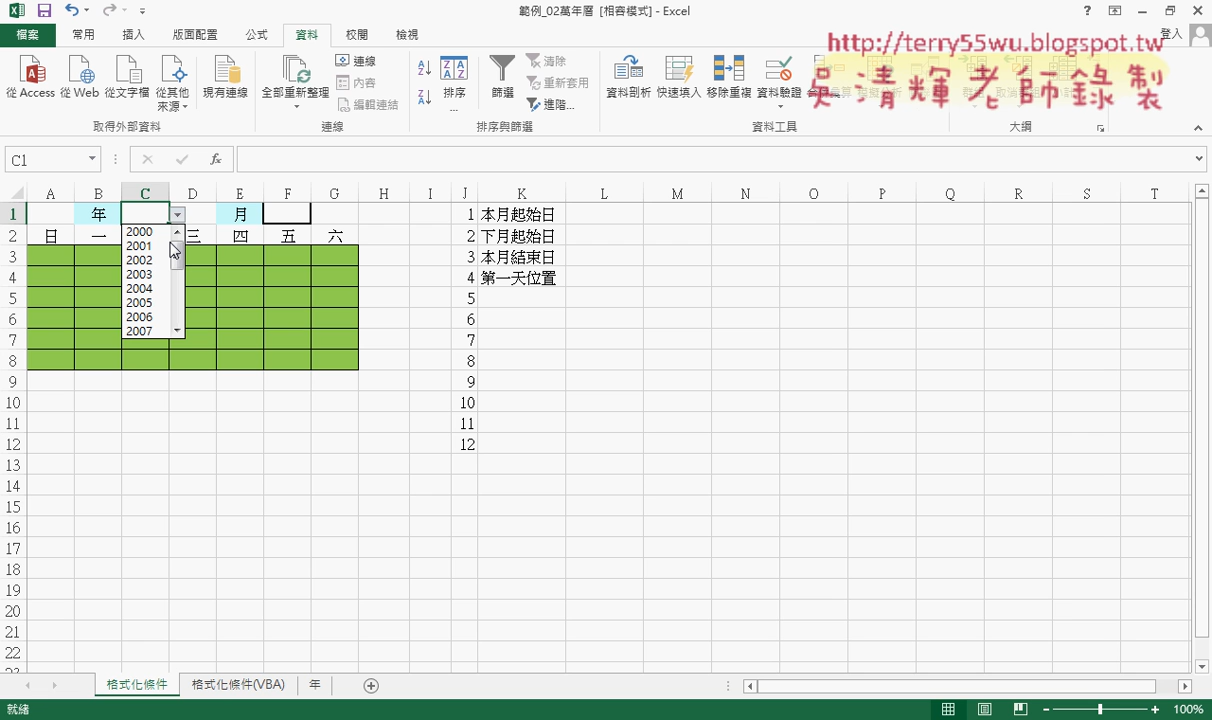 範例_02萬年曆 [相容模式] - Excel
檔案 常用 插入 版面配置 公式 資料 校閱 檢視 登入
http://terry55wu.blogspot.tw
吳清輝老師錄製
從 Access 從 Web 從文字檔 從其他來源 現有連線 全部重新整理 連線 內容 編輯連結 排序... 篩選 清除 重新套用 進階... 資料剖析 快速填入 移除重複 資料驗證
取得外部資料 連線 排序與篩選 資料工具 大綱
C1
A B C D E F G H I J K L M N O P Q R S T
1 年 月 1 本月起始日
2 日 一 三 四 五 六 2 下月起始日
3 3 本月結束日
4 4 第一天位置
5 5
6 6
7 7
8 8
9 9
10 10
11 11
12 12
13
14
15
16
17
18
19
20
21
22
2000
2001
2002
2003
2004
2005
2006
2007
格式化條件 格式化條件(VBA) 年
就緒 100%